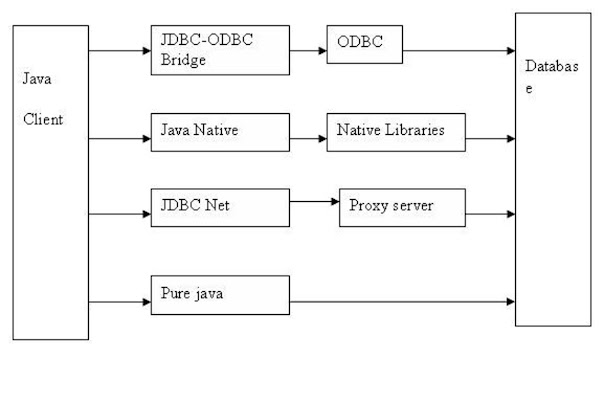 Java
Client
JDBC-ODBC
Bridge
ODBC
Java Native
Native Libraries
JDBC Net
Proxy server
Pure java
Databas
e